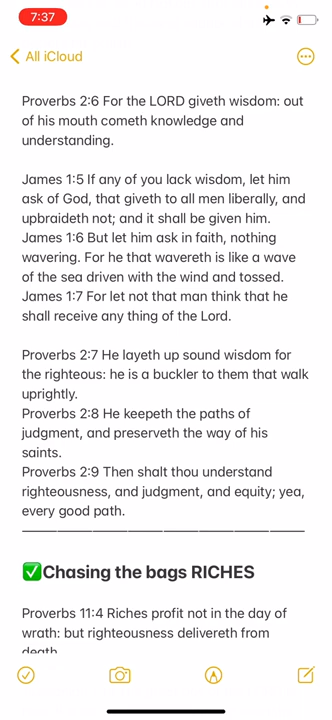 7:37
All iCloud
Proverbs 2:6 For the LORD giveth wisdom: out
of his mouth cometh knowledge and
understanding.
James 1:5 If any of you lack wisdom, let him
ask of God, that giveth to all men liberally, and
upbraideth not; and it shall be given him.
James 1:6 But let him ask in faith, nothing
wavering. For he that wavereth is like a wave
of the sea driven with the wind and tossed.
James 1:7 For let not that man think that he
shall receive any thing of the Lord.
Proverbs 2:7 He layeth up sound wisdom for
the righteous: he is a buckler to them that walk
uprightly.
Proverbs 2:8 He keepeth the paths of
judgment, and preserveth the way of his
saints.
Proverbs 2:9 Then shalt thou understand
righteousness, and judgment, and equity; yea,
every good path.
✅Chasing the bags RICHES
Proverbs 11:4 Riches profit not in the day of
wrath: but righteousness delivereth from
death